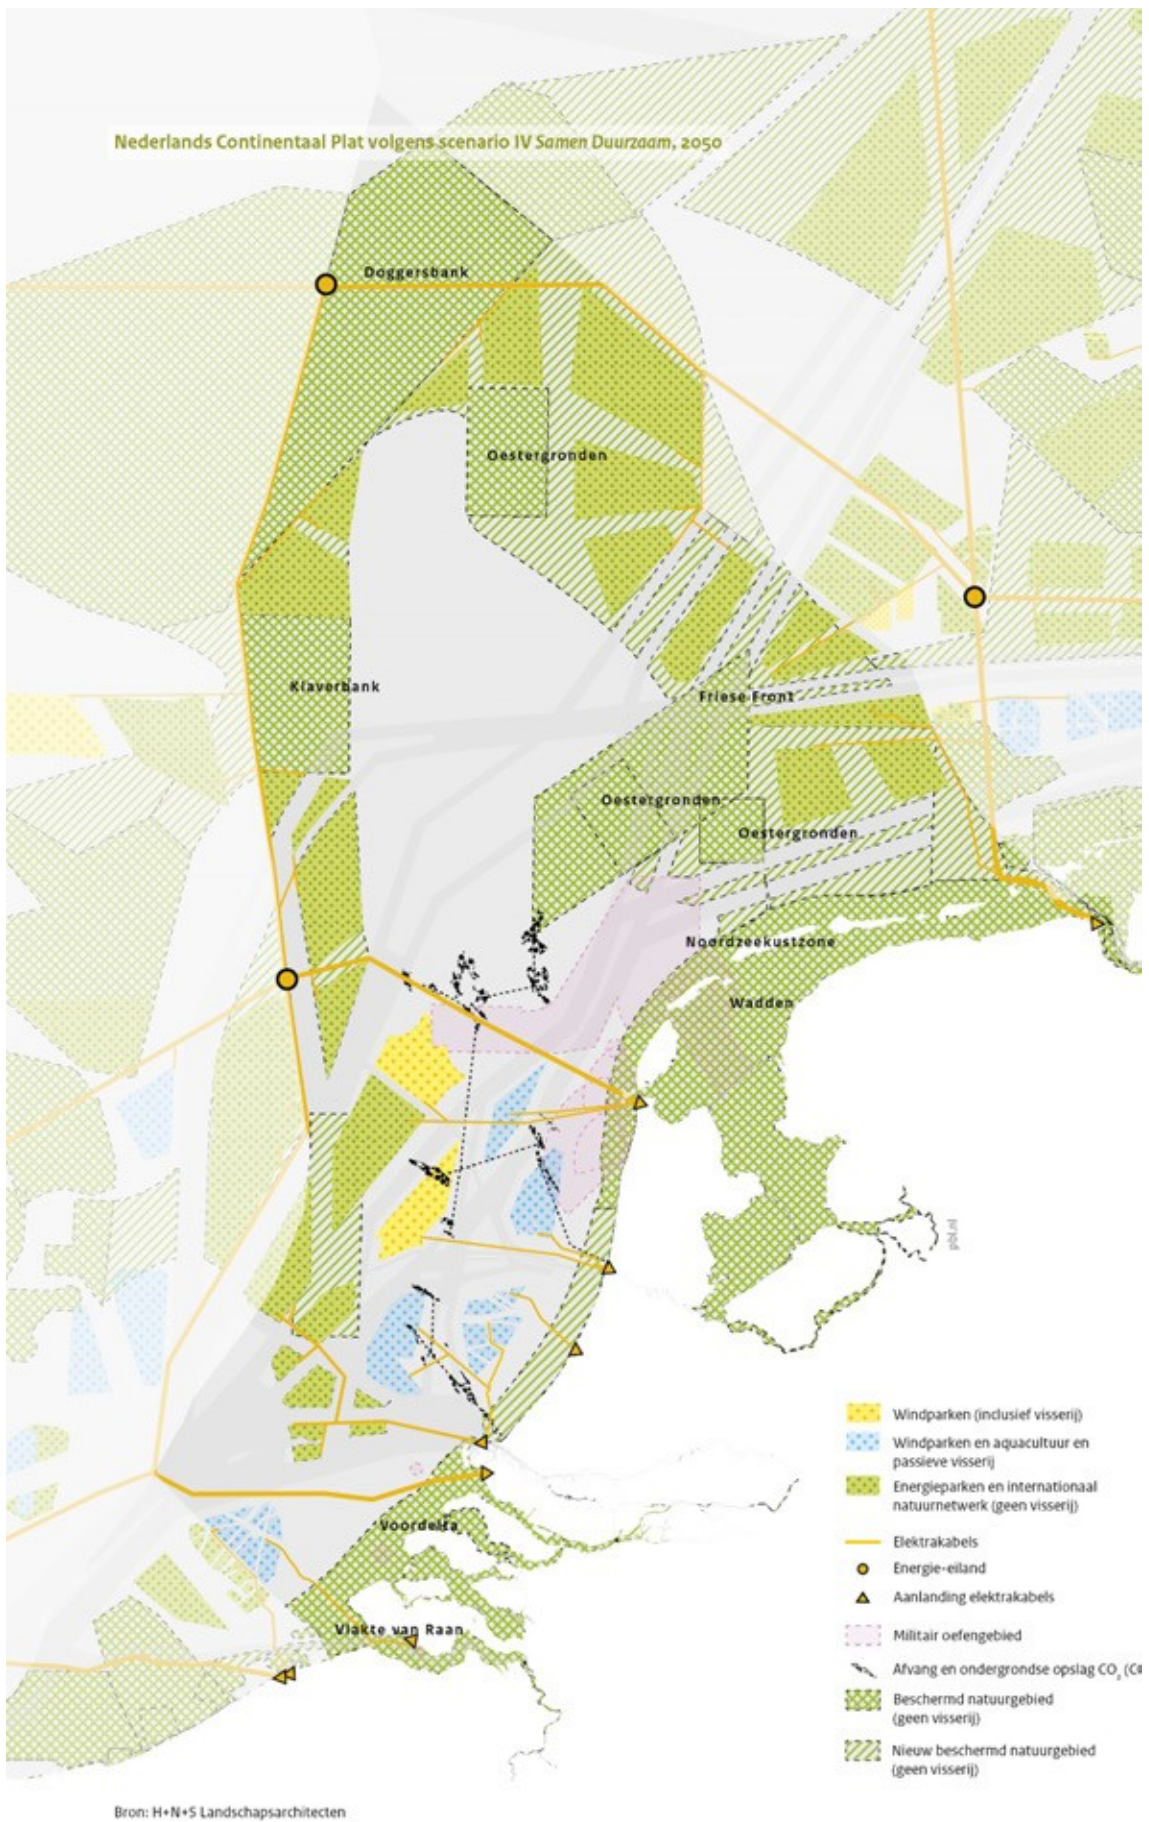 Nederlands Continentaal Plat volgens scenario IV Samen Duurzaam, 2050
Doggersbank
Oestergronden
Klaverbank
Friese Front
Oestergronden
Oestergronden
Noordzeekustzone
Wadden
pbl.nl
Voordelta
Vlakte van Raan
Windparken (inclusief visserij)
Windparken en aquacultuur en
passieve visserij
Energieparken en internationaal
natuurnetwerk (geen visserij)
Elektrakabels
Energie-eiland
Aanlanding elektrakabels
Militair oefengebied
Afvang en ondergrondse opslag CO₂
Beschermd natuurgebied
(geen visserij)
Nieuw beschermd natuurgebied
(geen visserij)
Bron: H+N+S Landschapsarchitecten